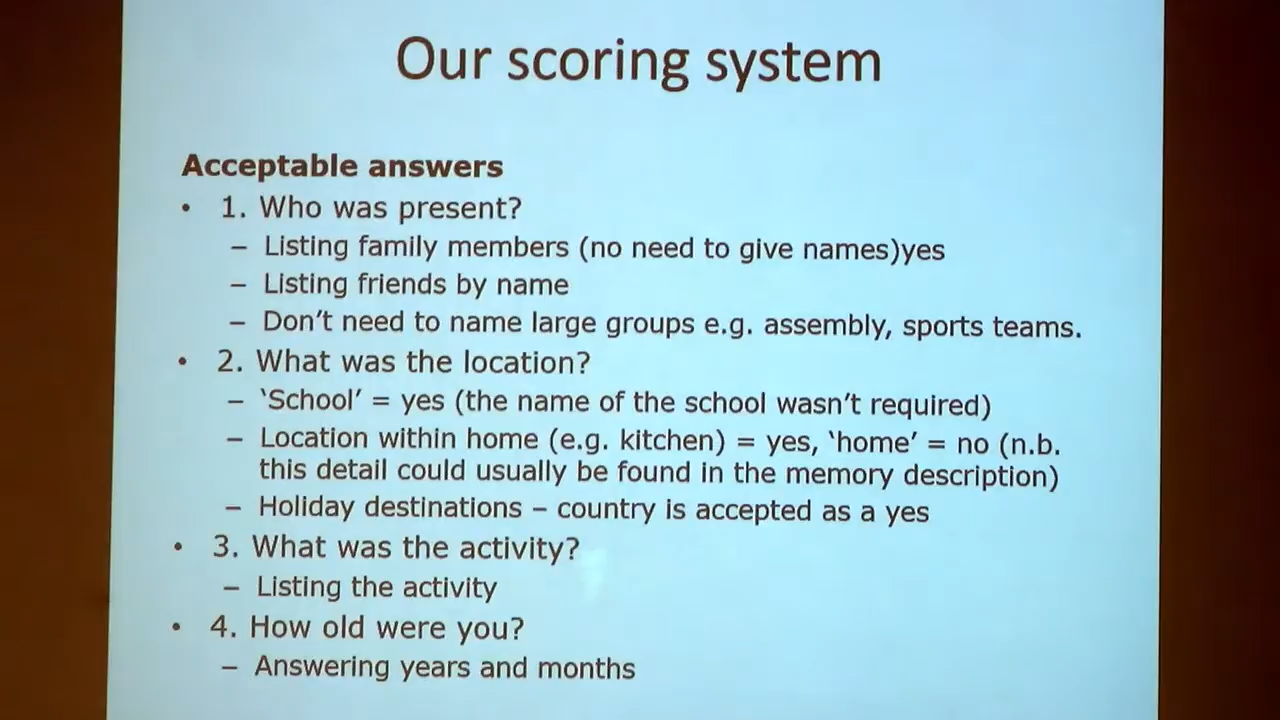 Our scoring system
Acceptable answers
• 1. Who was present?
– Listing family members (no need to give names)yes
– Listing friends by name
– Don’t need to name large groups e.g. assembly, sports teams.
• 2. What was the location?
– ‘School’ = yes (the name of the school wasn’t required)
– Location within home (e.g. kitchen) = yes, ‘home’ = no (n.b.
this detail could usually be found in the memory description)
– Holiday destinations – country is accepted as a yes
• 3. What was the activity?
– Listing the activity
• 4. How old were you?
– Answering years and months